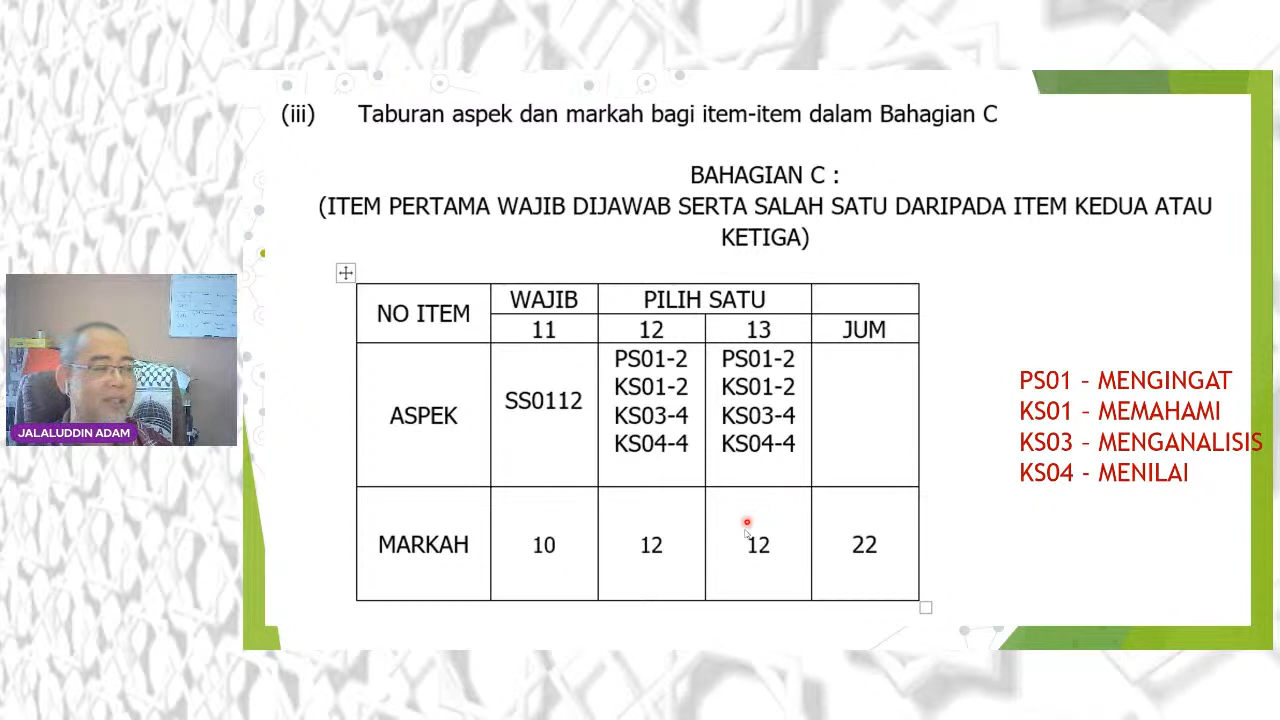 (iii) Taburan aspek dan markah bagi item-item dalam Bahagian C
BAHAGIAN C :
(ITEM PERTAMA WAJIB DIJAWAB SERTA SALAH SATU DARIPADA ITEM KEDUA ATAU
KETIGA)
NO ITEM WAJIB PILIH SATU
11 12 13 JUM
ASPEK SS0112
PS01-2 PS01-2
KS01-2 KS01-2
KS03-4 KS03-4
KS04-4 KS04-4
MARKAH 10 12 12 22
PS01 – MENGINGAT
KS01 – MEMAHAMI
KS03 – MENGANALISIS
KS04 - MENILAI
JALALUDDIN ADAM